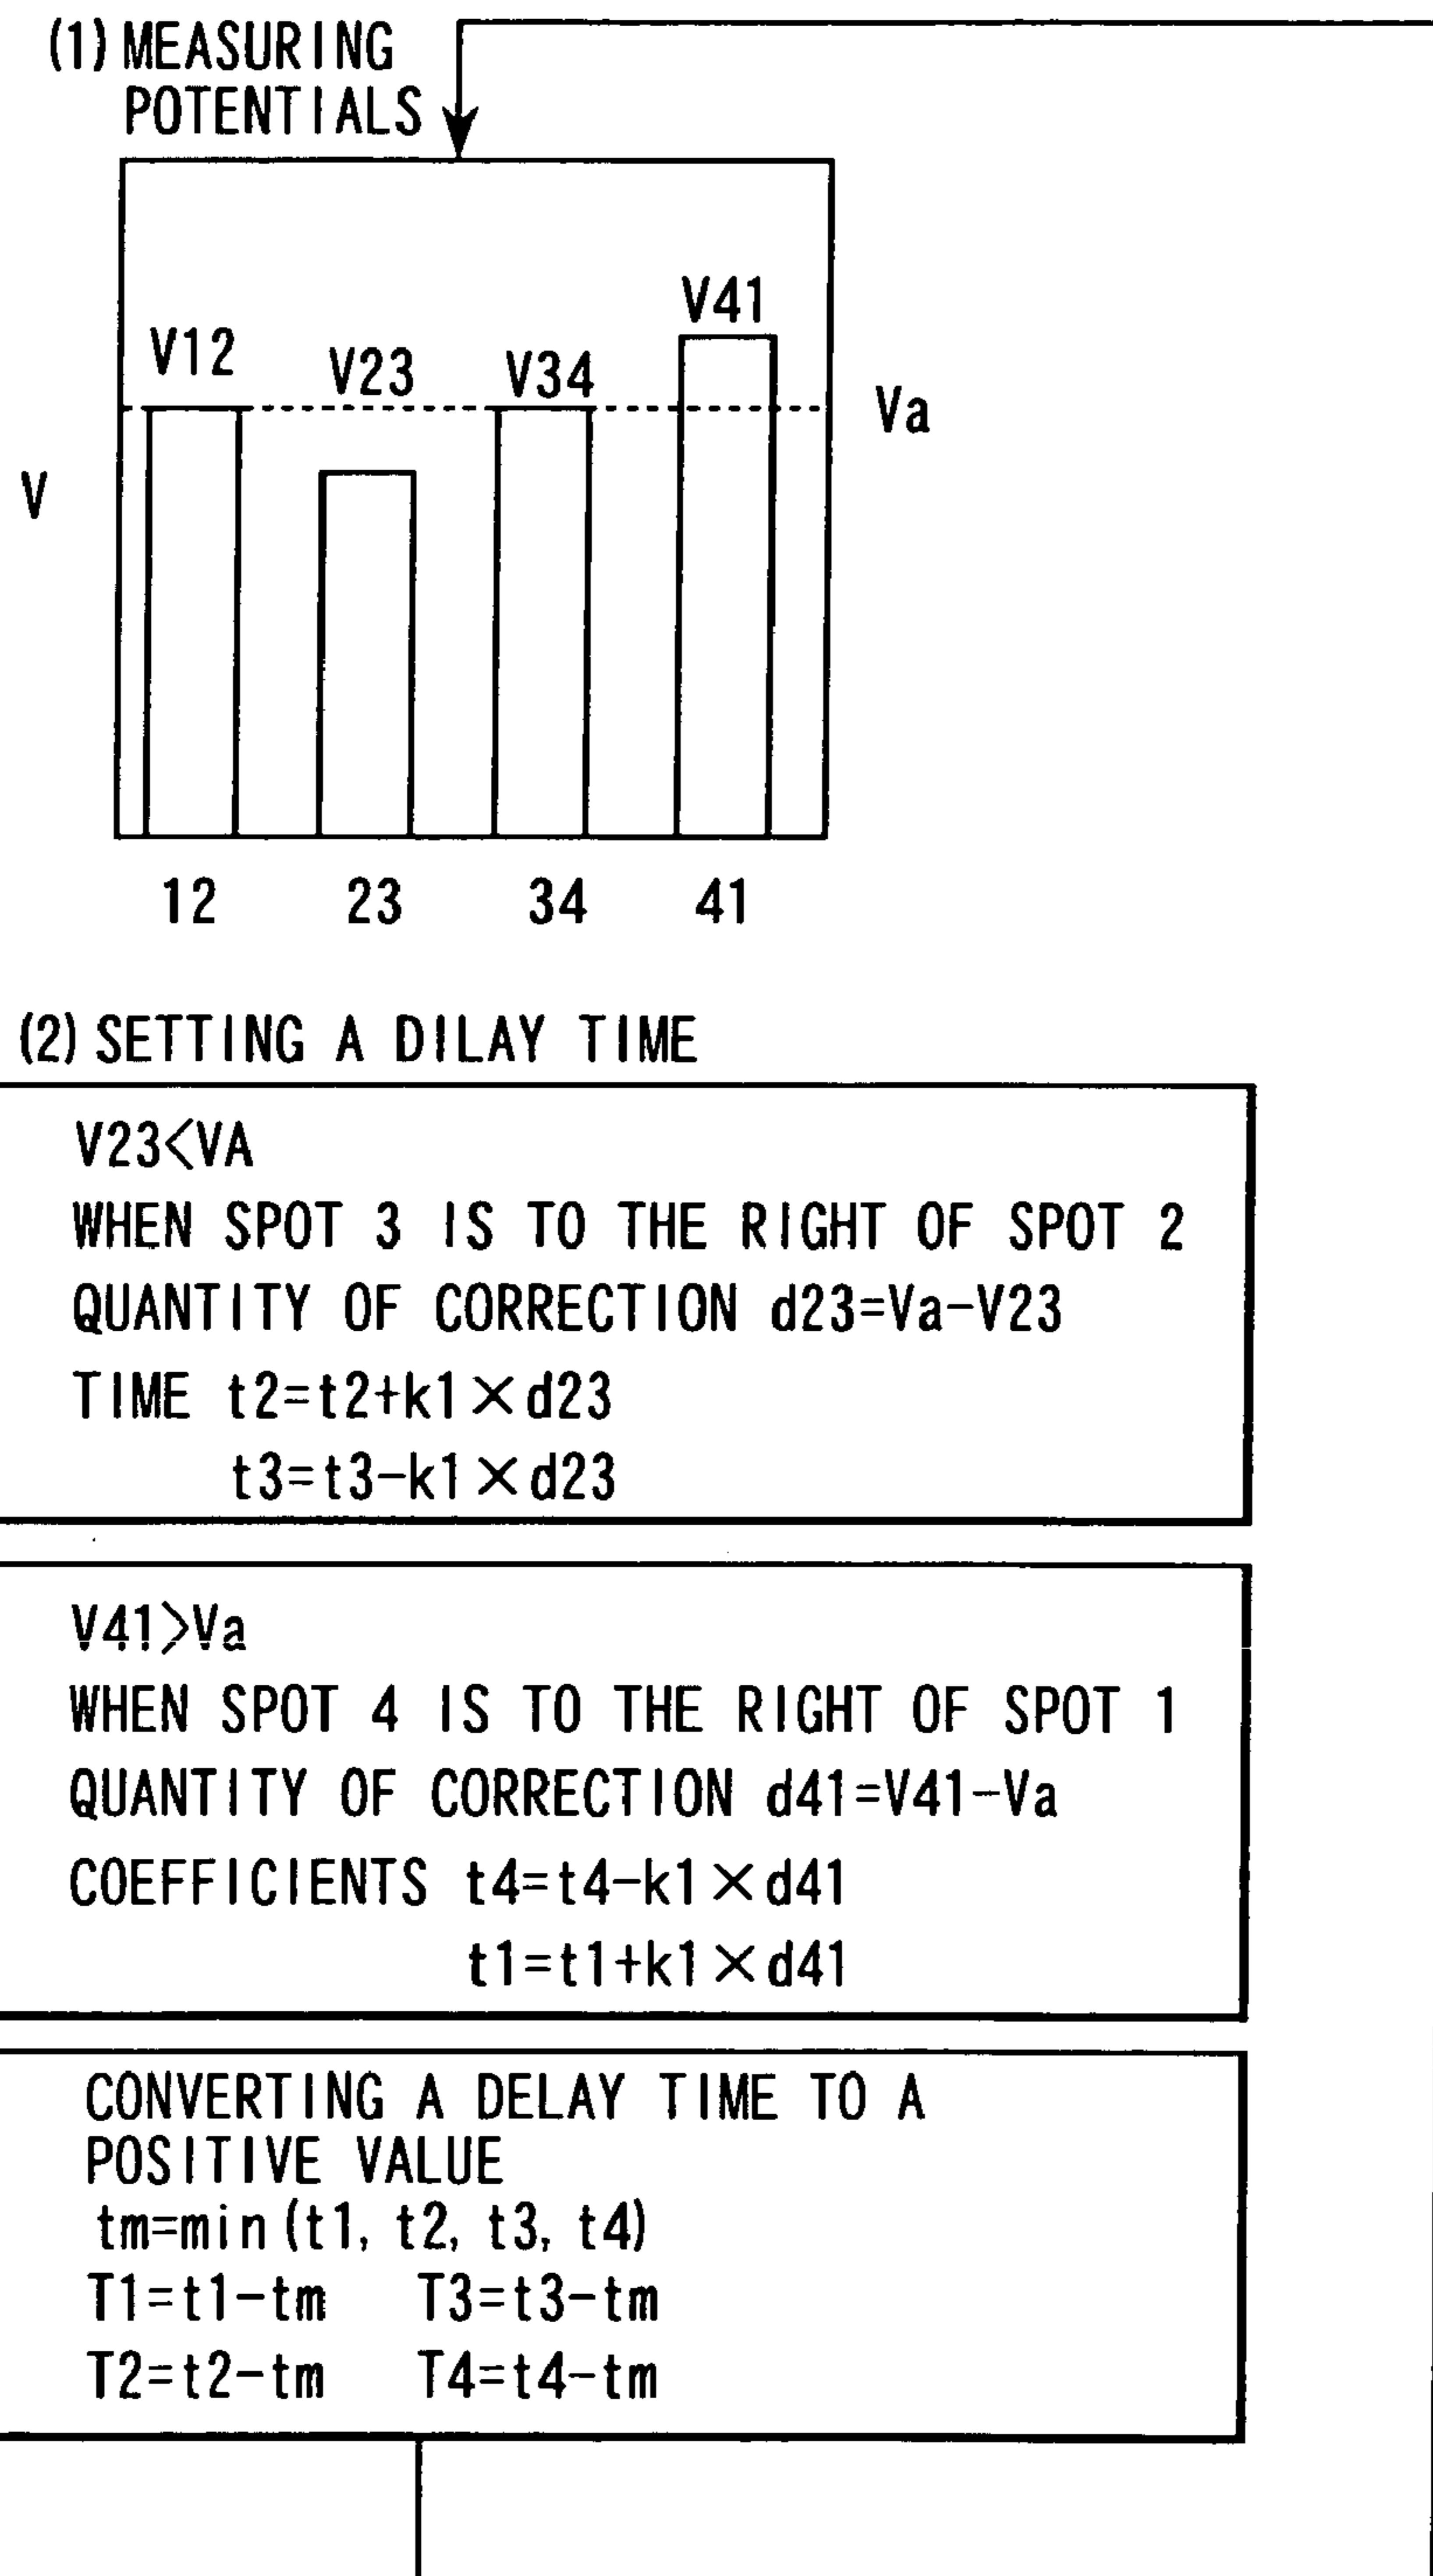 (1) MEASURING
POTENTIALS
V41
V12
V23
V34
Va
V
12 23 34 41
(2) SETTING A DILAY TIME
V23<VA
WHEN SPOT 3 IS TO THE RIGHT OF SPOT 2
QUANTITY OF CORRECTION d23=Va-V23
TIME t2=t2+k1×d23
t3=t3-k1×d23
V41>Va
WHEN SPOT 4 IS TO THE RIGHT OF SPOT 1
QUANTITY OF CORRECTION d41=V41-Va
COEFFICIENTS t4=t4-k1×d41
t1=t1+k1×d41
CONVERTING A DELAY TIME TO A
POSITIVE VALUE
tm=min(t1, t2, t3, t4)
T1=t1-tm T3=t3-tm
T2=t2-tm T4=t4-tm